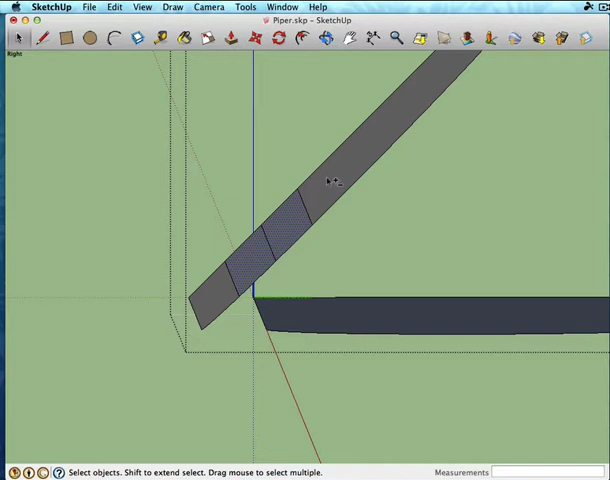 SketchUp File Edit View Draw Camera Tools Window Help
Piper.skp - SketchUp
Right
Select objects. Shift to extend select. Drag mouse to select multiple.
Measurements